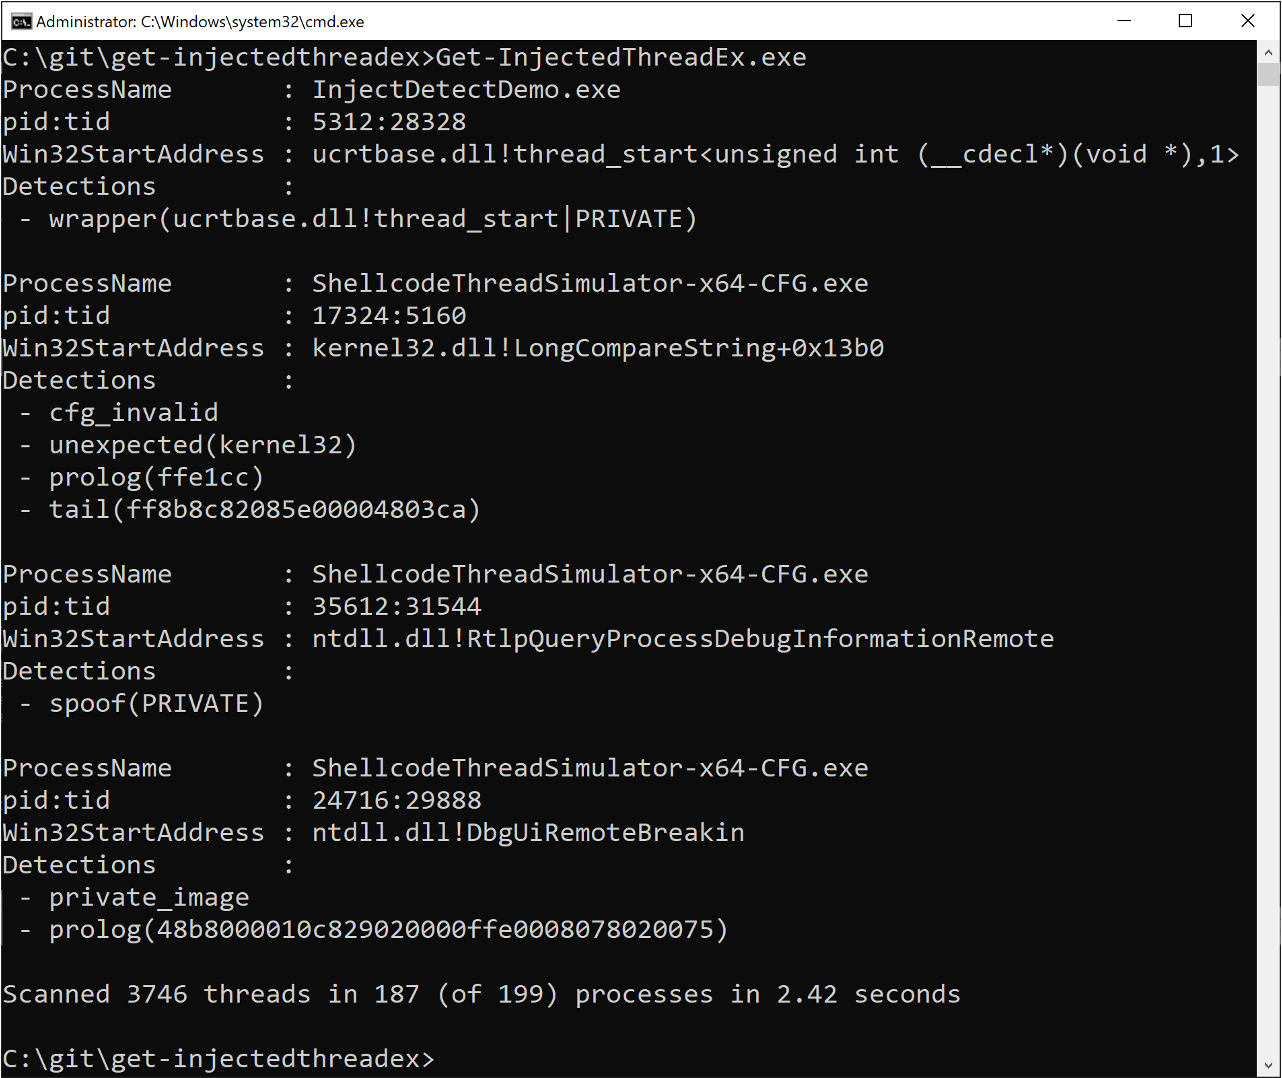 Administrator: C:\Windows\system32\cmd.exe
C:\git\get-injectedthreadex>Get-InjectedThreadEx.exe
ProcessName       : InjectDetectDemo.exe
pid:tid           : 5312:28328
Win32StartAddress : ucrtbase.dll!thread_start<unsigned int (__cdecl*)(void *),1>
Detections        :
 - wrapper(ucrtbase.dll!thread_start|PRIVATE)
ProcessName       : ShellcodeThreadSimulator-x64-CFG.exe
pid:tid           : 17324:5160
Win32StartAddress : kernel32.dll!LongCompareString+0x13b0
Detections        :
 - cfg_invalid
 - unexpected(kernel32)
 - prolog(ffe1cc)
 - tail(ff8b8c82085e00004803ca)
ProcessName       : ShellcodeThreadSimulator-x64-CFG.exe
pid:tid           : 35612:31544
Win32StartAddress : ntdll.dll!RtlpQueryProcessDebugInformationRemote
Detections        :
 - spoof(PRIVATE)
ProcessName       : ShellcodeThreadSimulator-x64-CFG.exe
pid:tid           : 24716:29888
Win32StartAddress : ntdll.dll!DbgUiRemoteBreakin
Detections        :
 - private_image
 - prolog(48b8000010c829020000ffe0008078020075)
Scanned 3746 threads in 187 (of 199) processes in 2.42 seconds
C:\git\get-injectedthreadex>